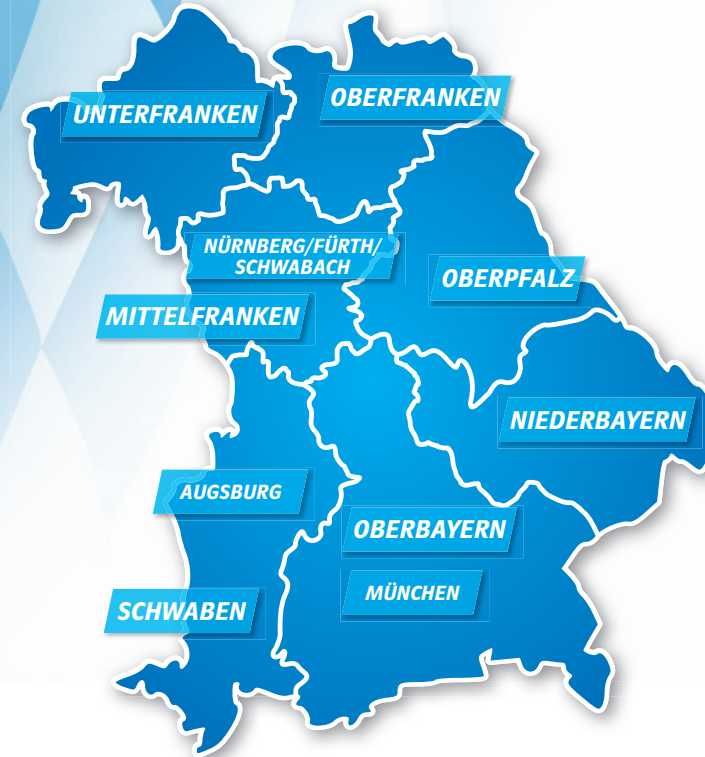 OBERFRANKEN
UNTERFRANKEN
NÜRNBERG/FÜRTH/
SCHWABACH
OBERPFALZ
MITTELFRANKEN
NIEDERBAYERN
AUGSBURG
OBERBAYERN
MÜNCHEN
SCHWABEN